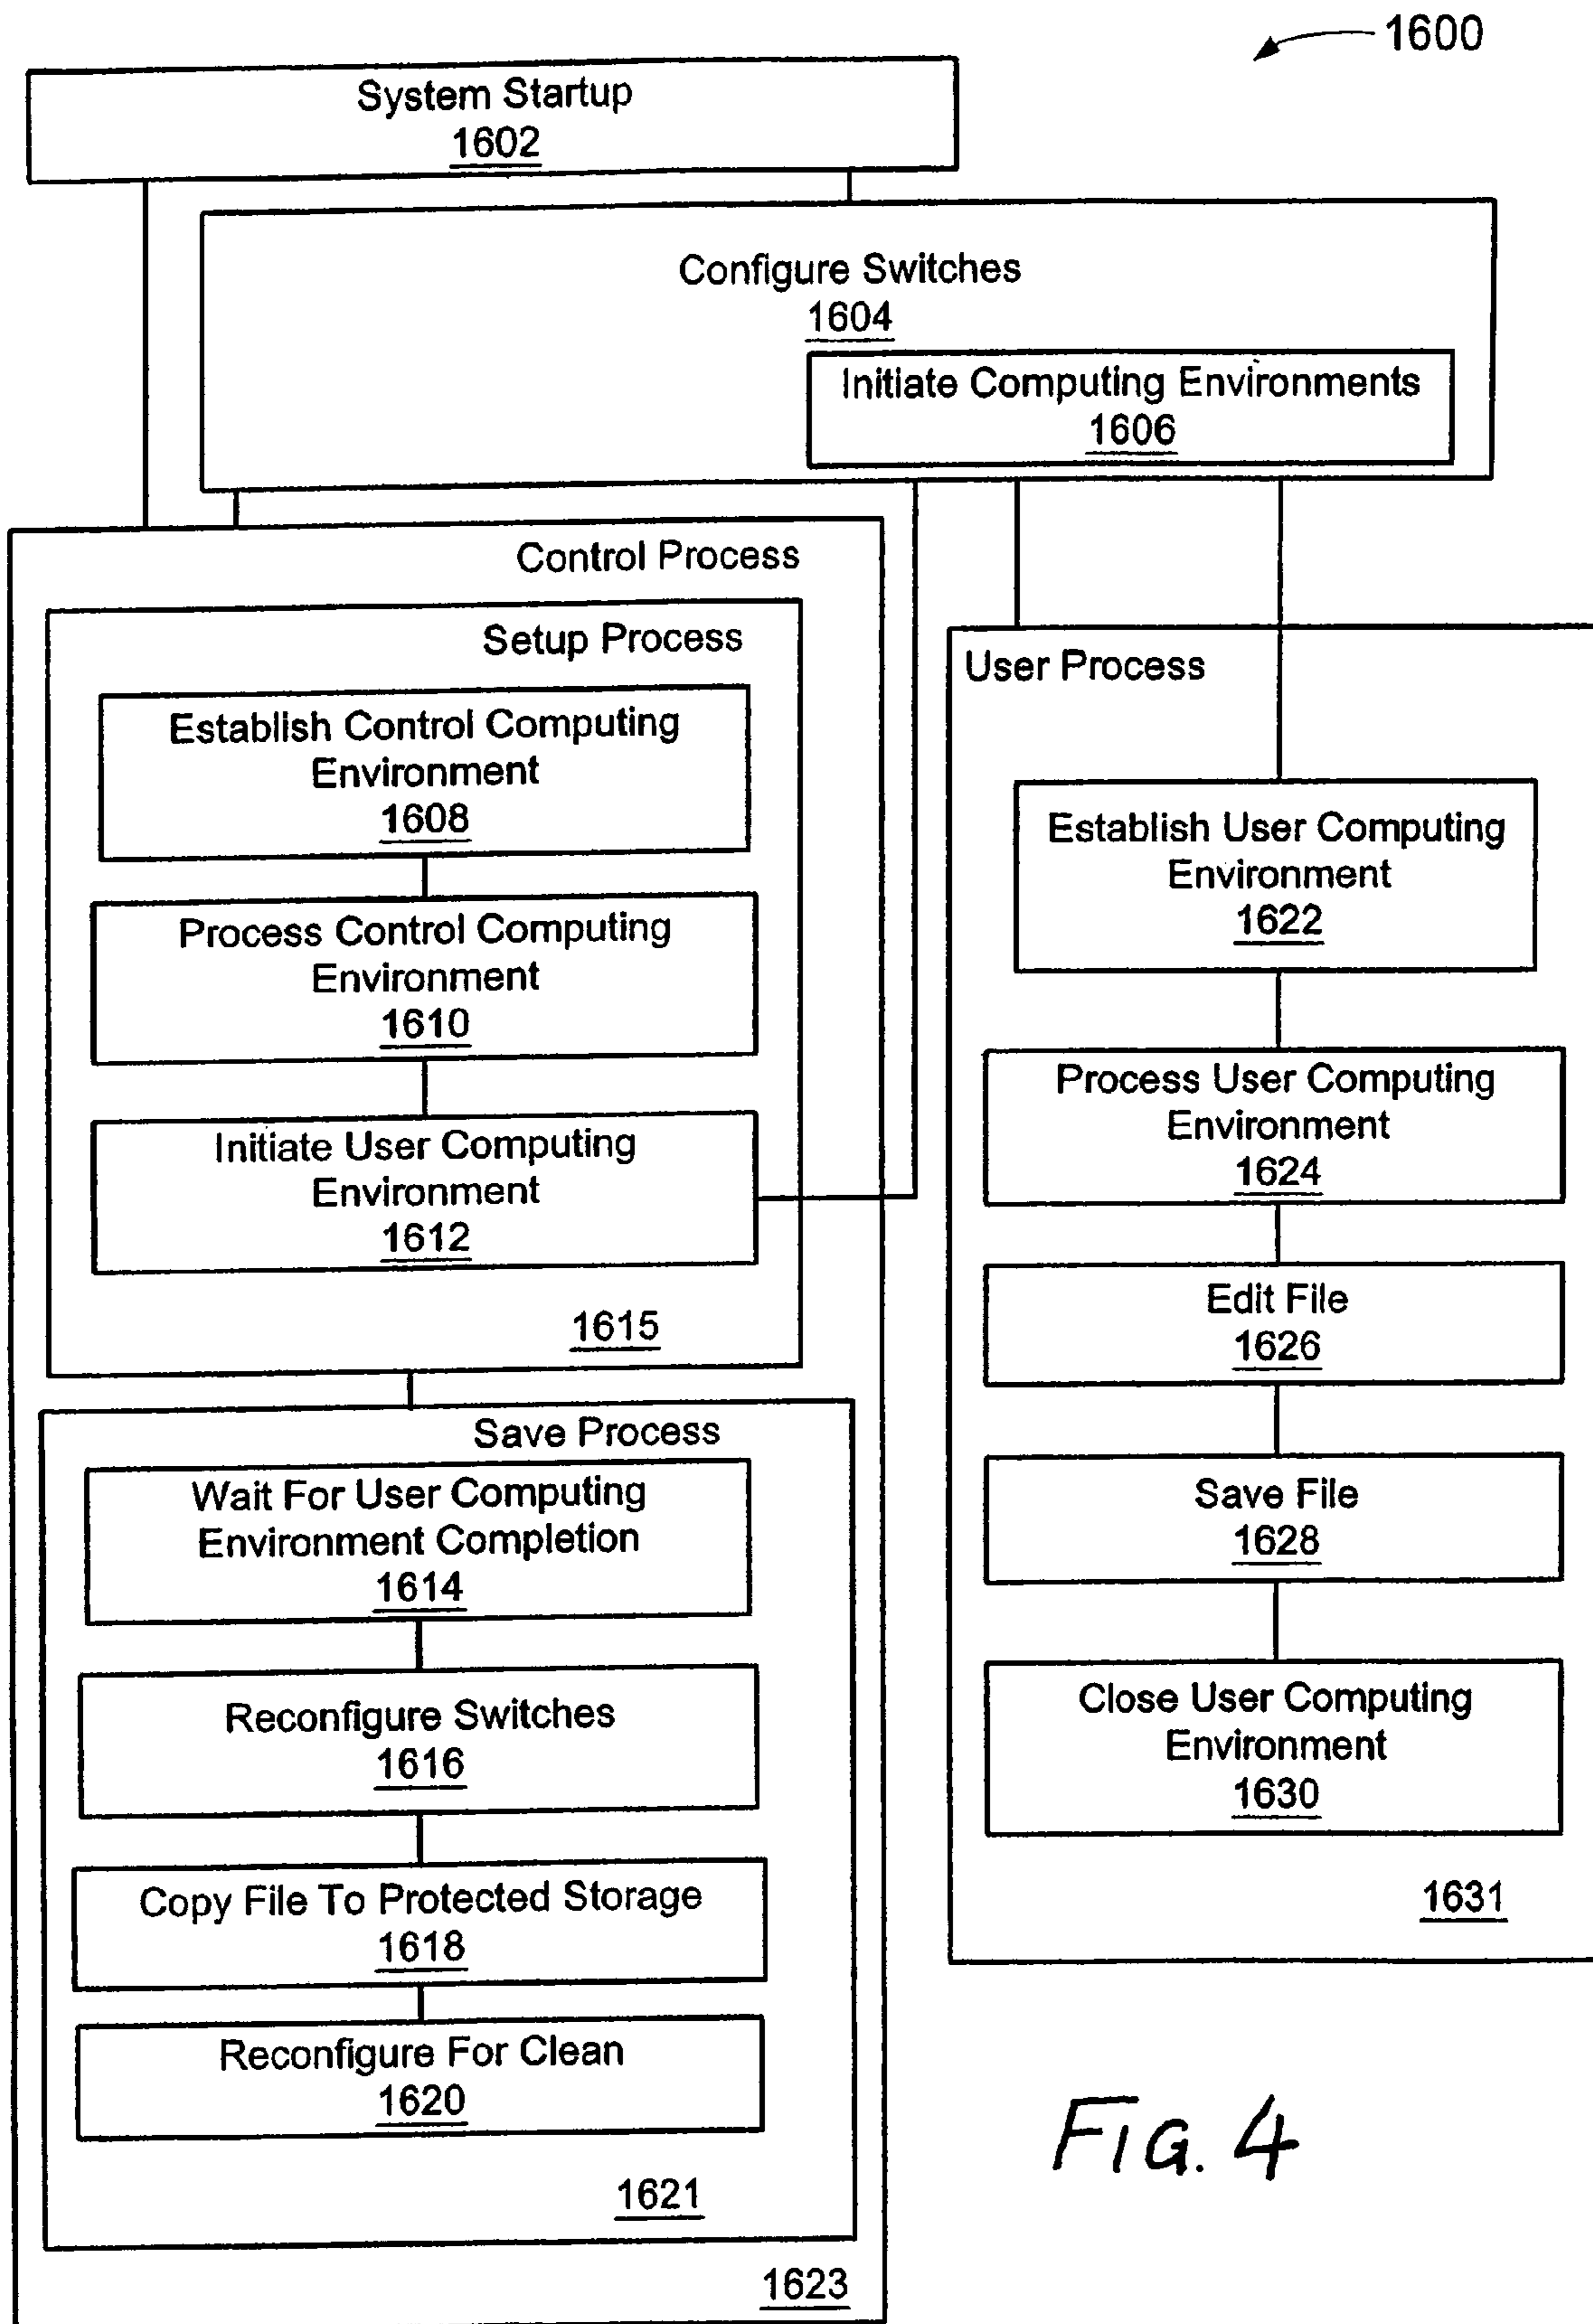 1600
System Startup
1602
Configure Switches
1604
Initiate Computing Environments
1606
Control Process
Setup Process
Establish Control Computing
Environment
1608
Process Control Computing
Environment
1610
Initiate User Computing
Environment
1612
1615
Save Process
Wait For User Computing
Environment Completion
1614
Reconfigure Switches
1616
Copy File To Protected Storage
1618
Reconfigure For Clean
1620
1621
1623
User Process
Establish User Computing
Environment
1622
Process User Computing
Environment
1624
Edit File
1626
Save File
1628
Close User Computing
Environment
1630
1631
FIG. 4